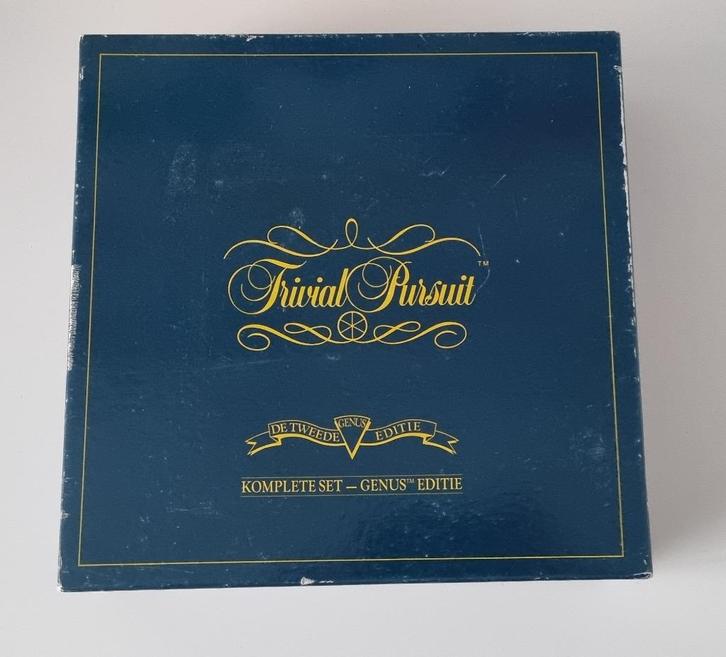 Trivial Pursuit™
DE TWEEDE GENUS EDITIE
KOMPLETE SET – GENUS™ EDITIE